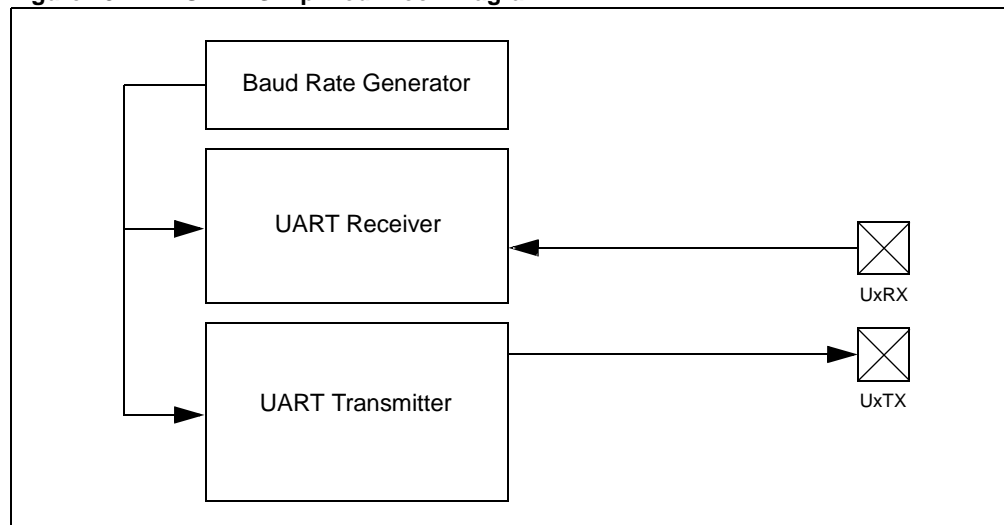 Baud Rate Generator
UART Receiver
UxRX
UART Transmitter
UxTX